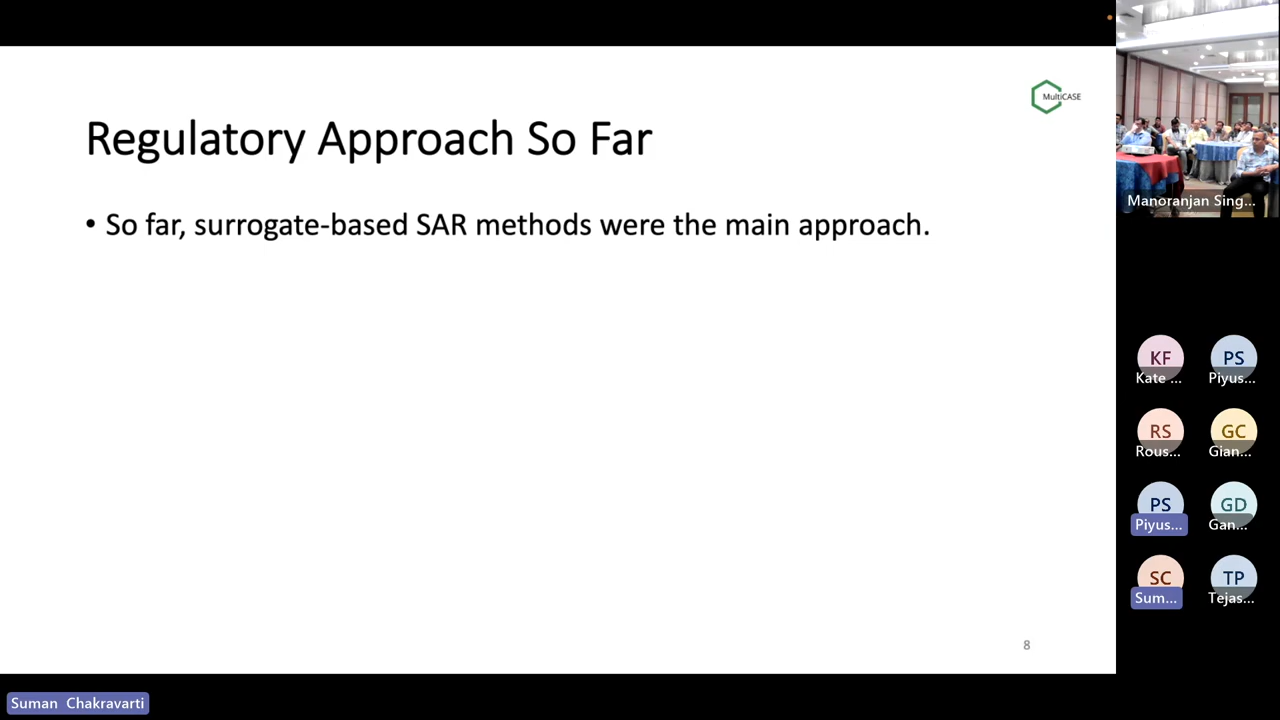 MultiCASE
Regulatory Approach So Far
• So far, surrogate-based SAR methods were the main approach.
8
Manoranjan Sing...
KF
Kate ...
PS
Piyus...
RS
Rous...
GC
Gian...
PS
Piyus...
GD
Gan...
SC
Sum...
TP
Tejas...
Suman Chakravarti